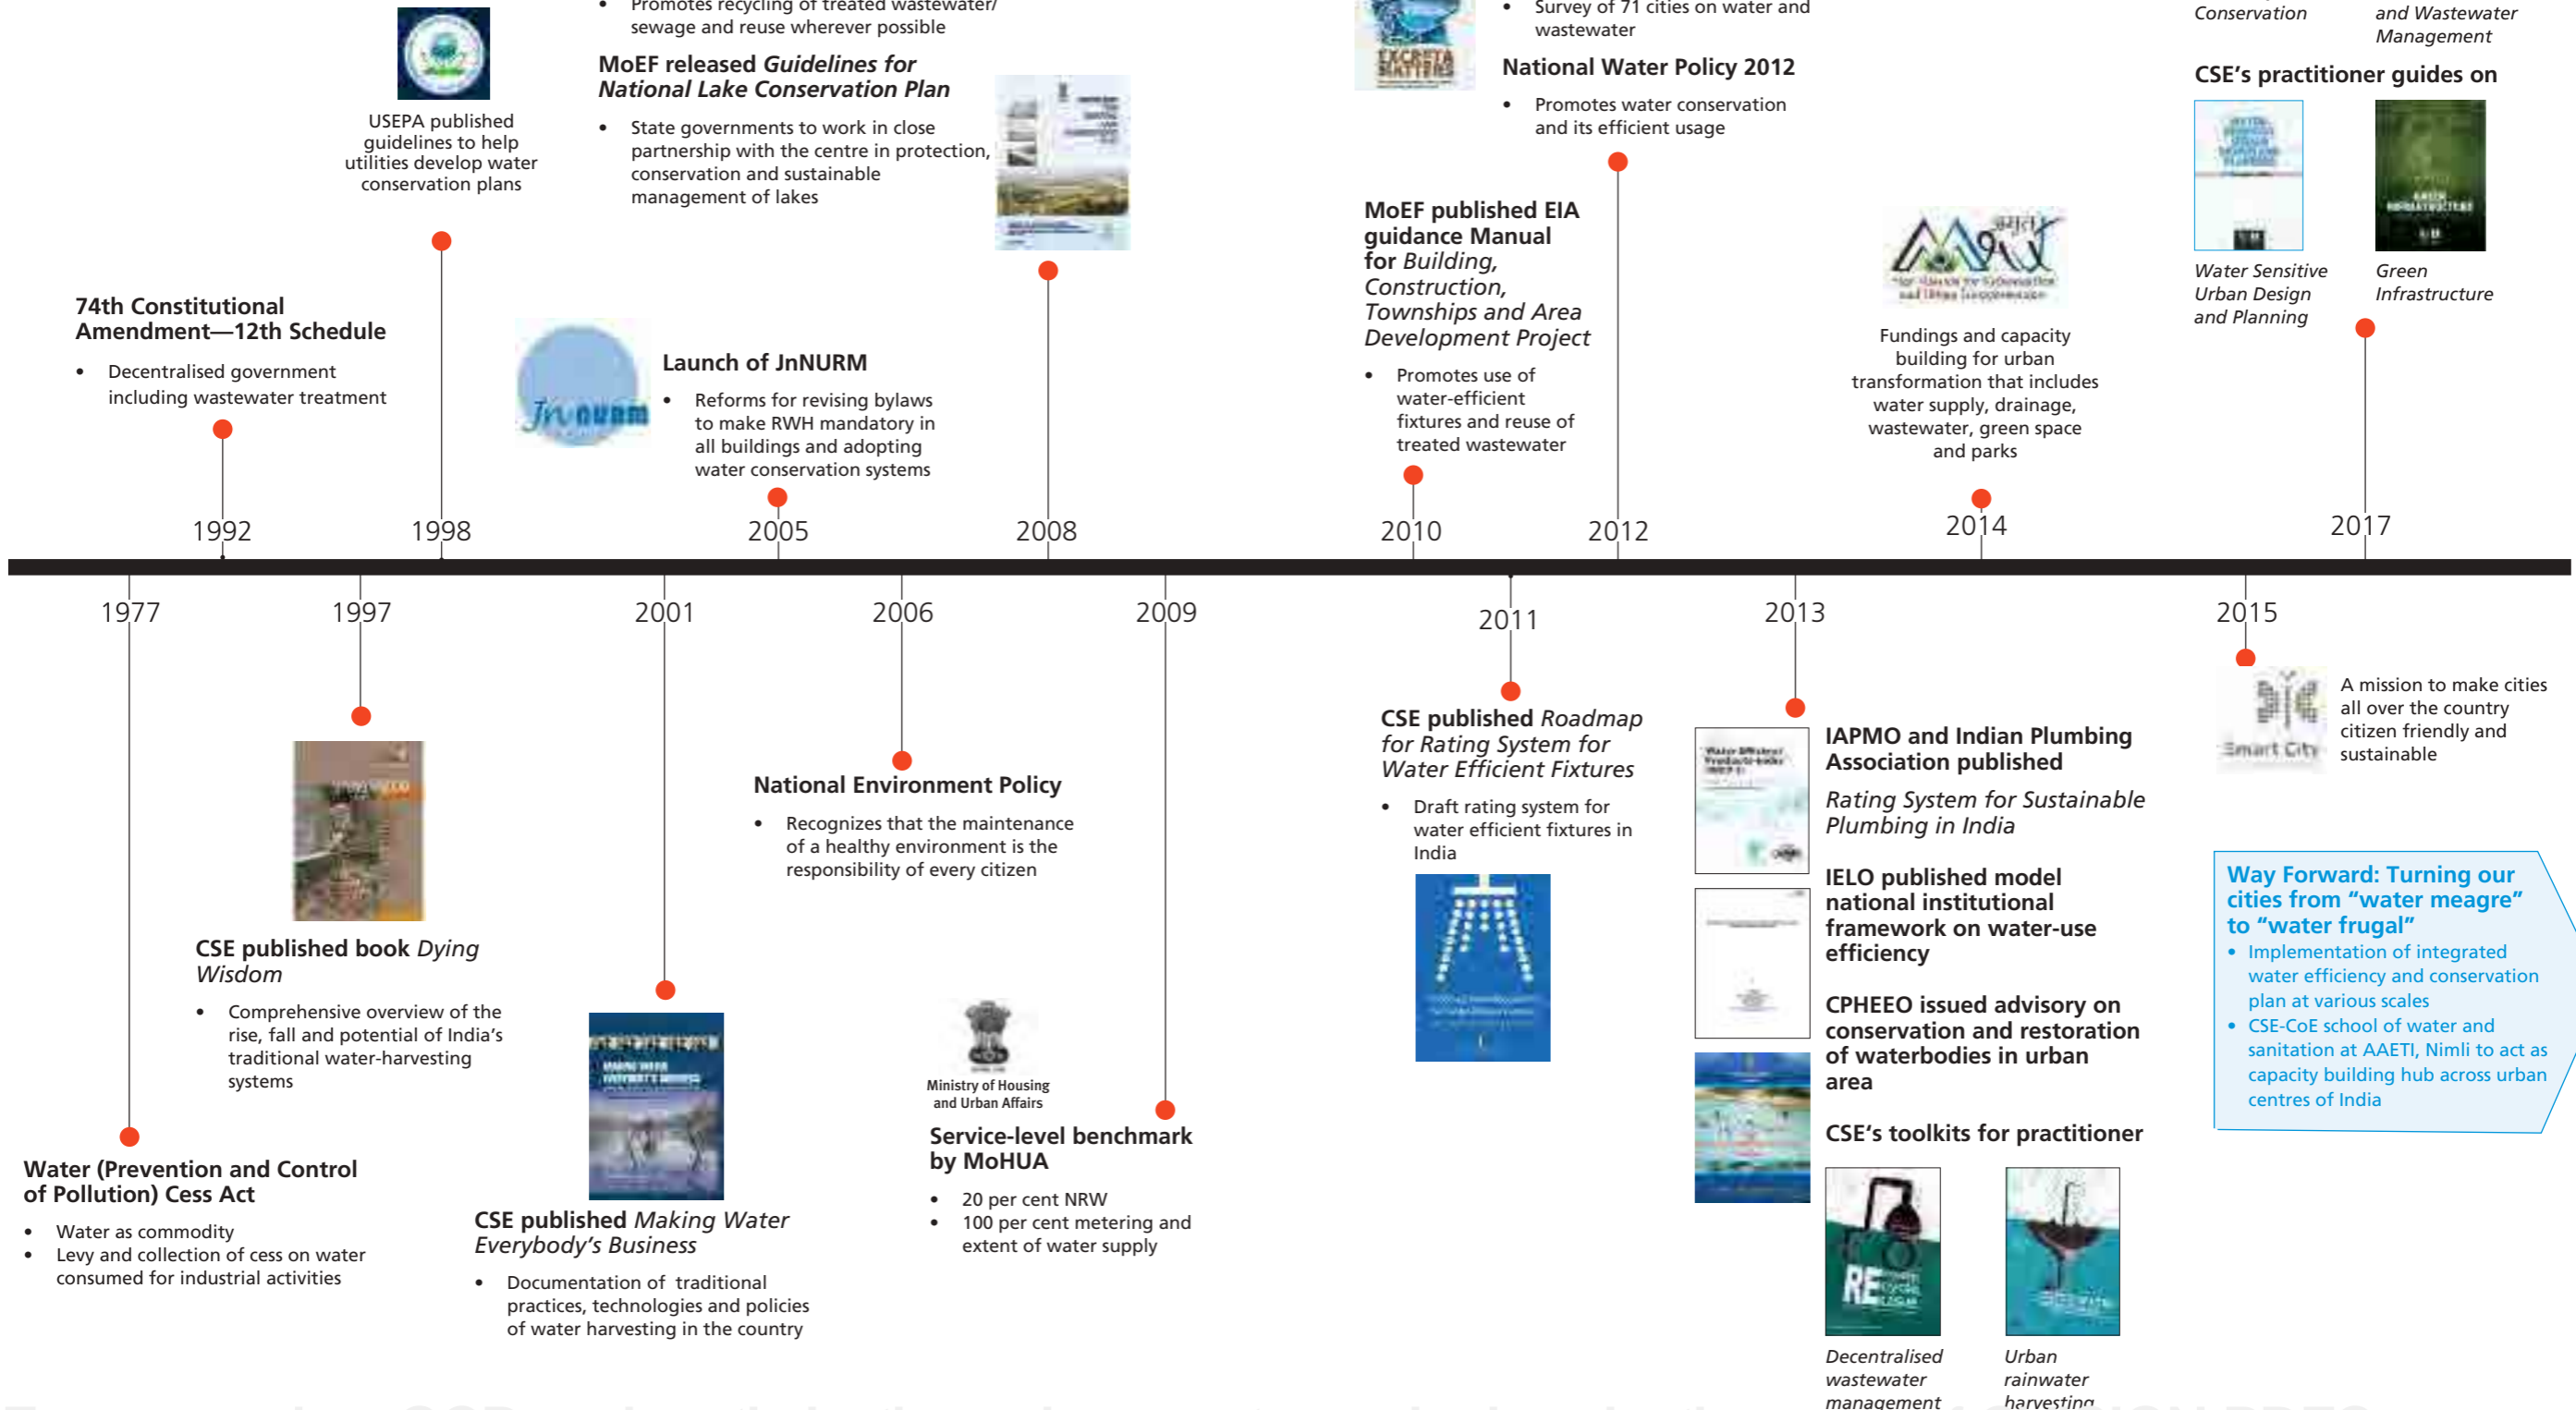 • Promotes recycling of treated wastewater/
sewage and reuse wherever possible
MoEF released Guidelines for
National Lake Conservation Plan
• State governments to work in close
partnership with the centre in protection,
conservation and sustainable
management of lakes
USEPA published
guidelines to help
utilities develop water
conservation plans
74th Constitutional
Amendment—12th Schedule
• Decentralised government
including wastewater treatment
Jnnurm
Launch of JnNURM
• Reforms for revising bylaws
to make RWH mandatory in
all buildings and adopting
water conservation systems
EXCRETA
MATTERS
• Survey of 71 cities on water and
wastewater
National Water Policy 2012
• Promotes water conservation
and its efficient usage
MoEF published EIA
guidance Manual
for Building,
Construction,
Townships and Area
Development Project
• Promotes use of
water-efficient
fixtures and reuse of
treated wastewater
अमृत
Fundings and capacity
building for urban
transformation that includes
water supply, drainage,
wastewater, green space
and parks
Conservation
and Wastewater
Management
CSE’s practitioner guides on
GREEN
INFRASTRUCTURE
Water Sensitive
Urban Design
and Planning
Green
Infrastructure
1992
1998
2005
2008
2010
2012
2014
2017
1977
1997
2001
2006
2009
2011
2013
2015
CSE published book Dying
Wisdom
• Comprehensive overview of the
rise, fall and potential of India’s
traditional water-harvesting
systems
Water (Prevention and Control
of Pollution) Cess Act
• Water as commodity
• Levy and collection of cess on water
consumed for industrial activities
MAKING WATER
EVERYBODY'S BUSINESS
CSE published Making Water
Everybody’s Business
• Documentation of traditional
practices, technologies and policies
of water harvesting in the country
National Environment Policy
• Recognizes that the maintenance
of a healthy environment is the
responsibility of every citizen
Ministry of Housing
and Urban Affairs
Service-level benchmark
by MoHUA
• 20 per cent NRW
• 100 per cent metering and
extent of water supply
CSE published Roadmap
for Rating System for
Water Efficient Fixtures
• Draft rating system for
water efficient fixtures in
India
Water Efficient
Products-India
IAPMO and Indian Plumbing
Association published
Rating System for Sustainable
Plumbing in India
IELO published model
national institutional
framework on water-use
efficiency
CPHEEO issued advisory on
conservation and restoration
of waterbodies in urban
area
CSE‘s toolkits for practitioner
RE
Decentralised
wastewater
management
Urban
rainwater
harvesting
Smart City
A mission to make cities
all over the country
citizen friendly and
sustainable
Way Forward: Turning our
cities from “water meagre”
to “water frugal”
• Implementation of integrated
water efficiency and conservation
plan at various scales
• CSE-CoE school of water and
sanitation at AAETI, Nimli to act as
capacity building hub across urban
centres of India